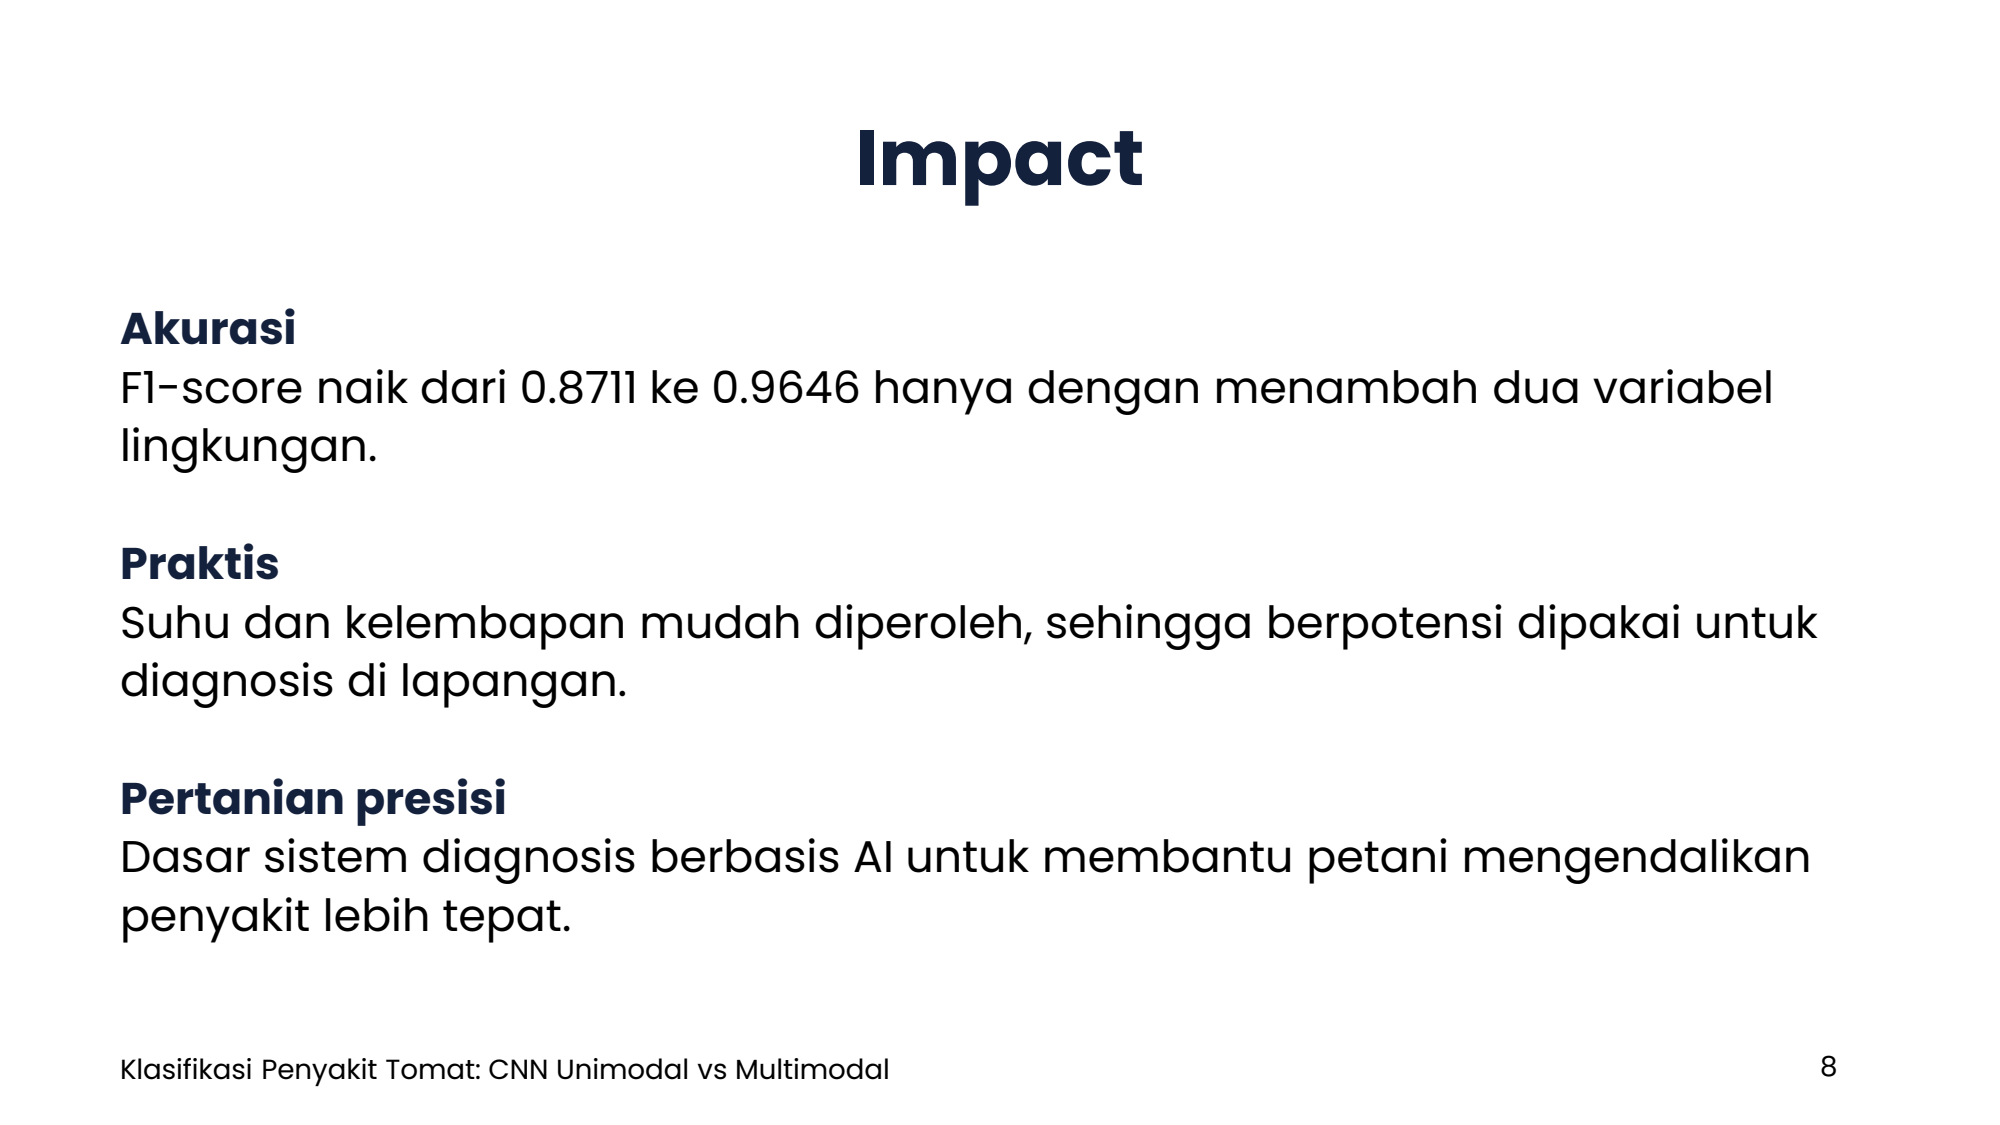 Impact
Akurasi
F1-score naik dari 0.8711 ke 0.9646 hanya dengan menambah dua variabel
lingkungan.
Praktis
Suhu dan kelembapan mudah diperoleh, sehingga berpotensi dipakai untuk
diagnosis di lapangan.
Pertanian presisi
Dasar sistem diagnosis berbasis AI untuk membantu petani mengendalikan
penyakit lebih tepat.
Klasifikasi Penyakit Tomat: CNN Unimodal vs Multimodal
8